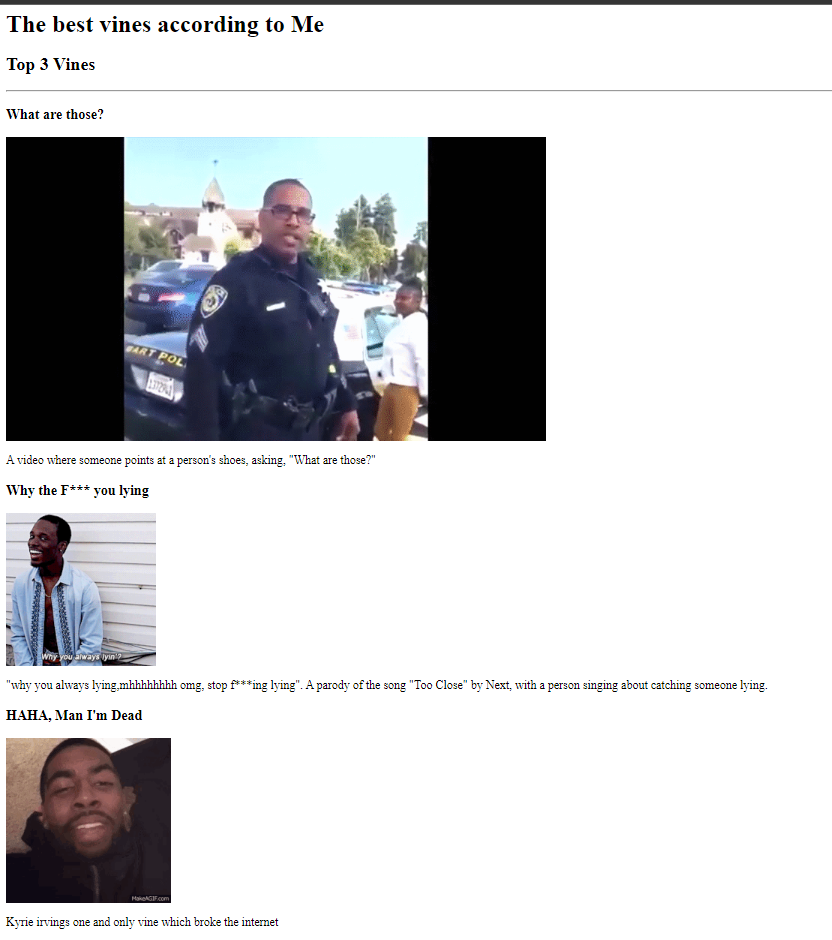 The best vines according to Me
Top 3 Vines
What are those?
BART POL
A video where someone points at a person's shoes, asking, "What are those?"
Why the F*** you lying
Why you always lyin'?
"why you always lying,mhhhhhhhh omg, stop f***ing lying". A parody of the song "Too Close" by Next, with a person singing about catching someone lying.
HAHA, Man I'm Dead
MakeAGIF.com
Kyrie irvings one and only vine which broke the internet